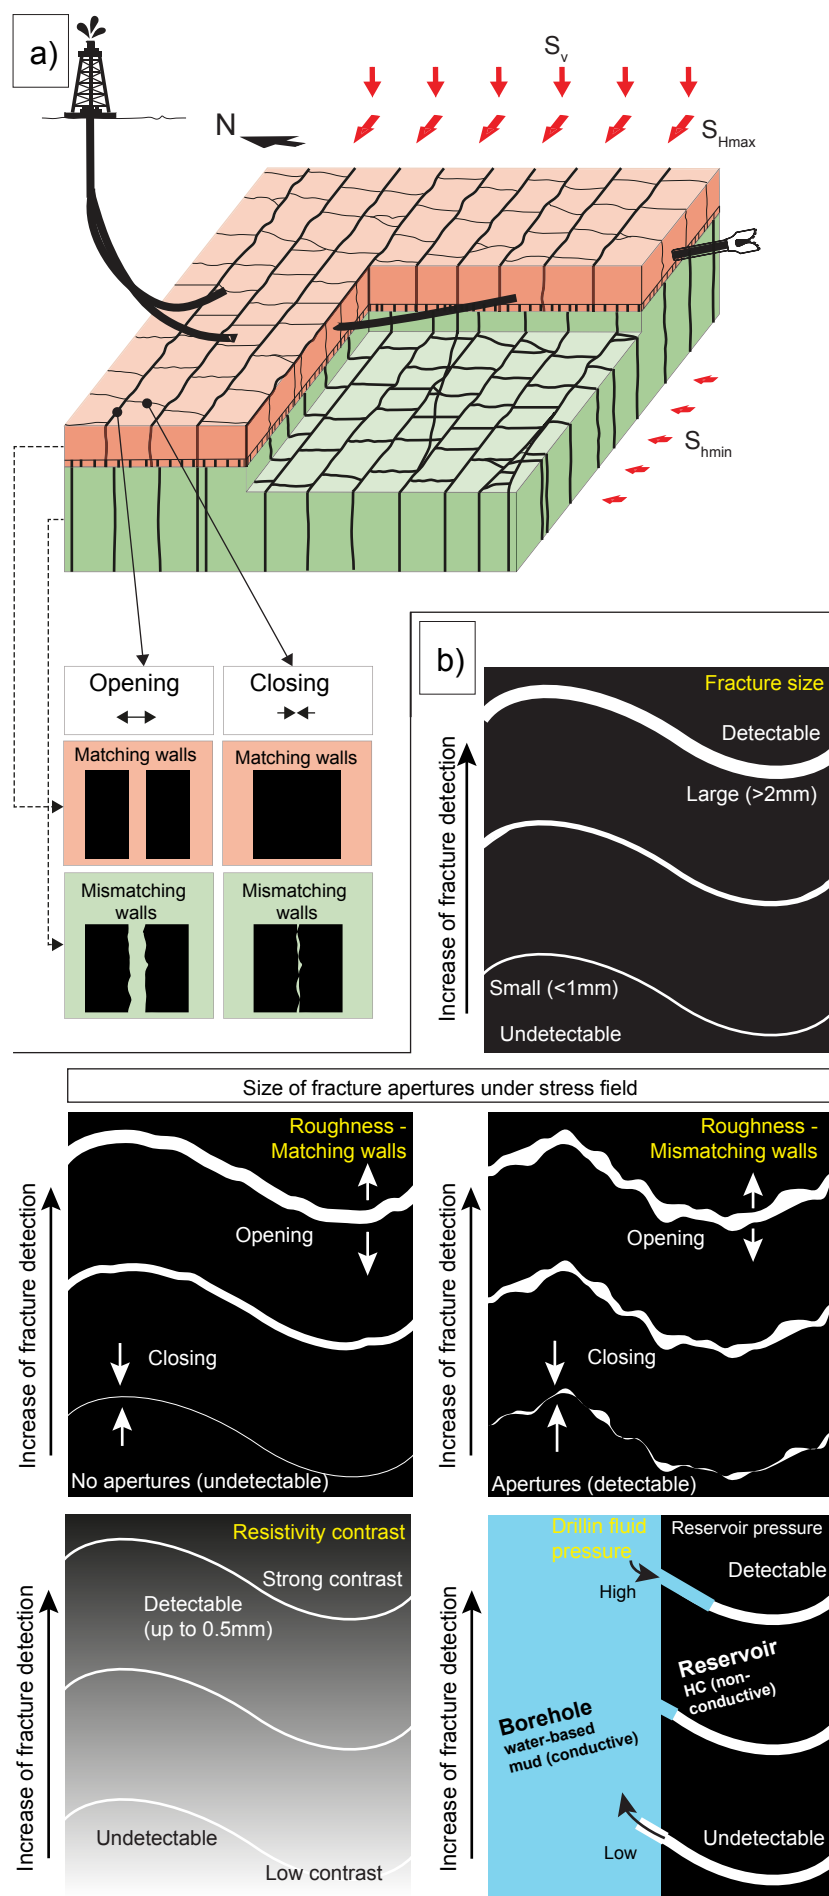 a)
S_v
N
S_Hmax
S_hmin
Opening
Closing
Matching walls
Matching walls
Mismatching
walls
Mismatching
walls
b)
Increase of fracture detection
Fracture size
Detectable
Large (>2mm)
Small (<1mm)
Undetectable
Size of fracture apertures under stress field
Increase of fracture detection
Roughness -
Matching walls
Opening
Closing
No apertures (undetectable)
Increase of fracture detection
Roughness -
Mismatching walls
Opening
Closing
Apertures (detectable)
Increase of fracture detection
Resistivity contrast
Strong contrast
Detectable
(up to 0.5mm)
Undetectable
Low contrast
Increase of fracture detection
Drillin fluid
pressure
Reservoir pressure
Detectable
High
Reservoir
HC (non-
conductive)
Borehole
water-based
mud (conductive)
Low
Undetectable